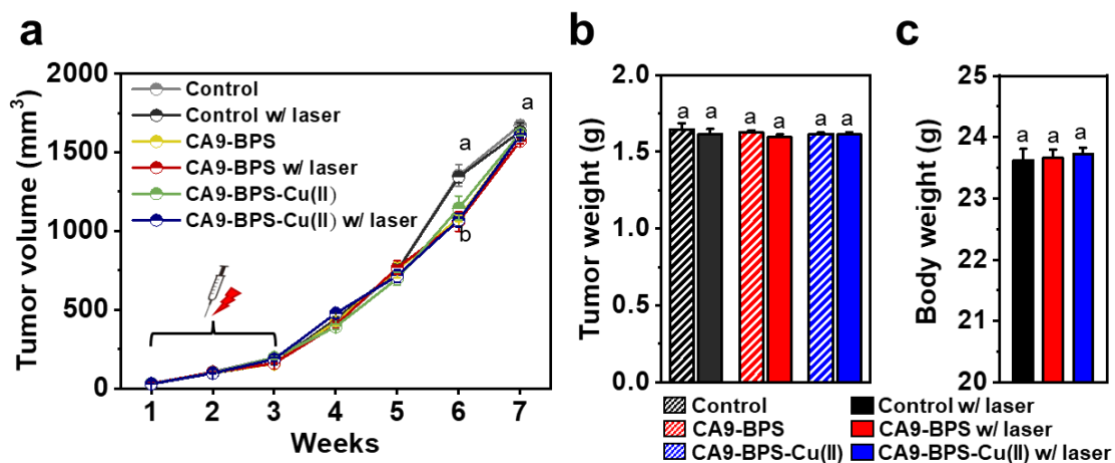 a
Tumor volume (mm³)
2000
1500
1000
500
0
Control
Control w/ laser
CA9-BPS
CA9-BPS w/ laser
CA9-BPS-Cu(II)
CA9-BPS-Cu(II) w/ laser
a
a
b
1 2 3 4 5 6 7
Weeks
b
Tumor weight (g)
2.0
1.5
1.0
0.5
0.0
a a a a a a
c
Body weight (g)
25
24
23
22
21
20
a a a
Control
CA9-BPS
CA9-BPS-Cu(II)
Control w/ laser
CA9-BPS w/ laser
CA9-BPS-Cu(II) w/ laser